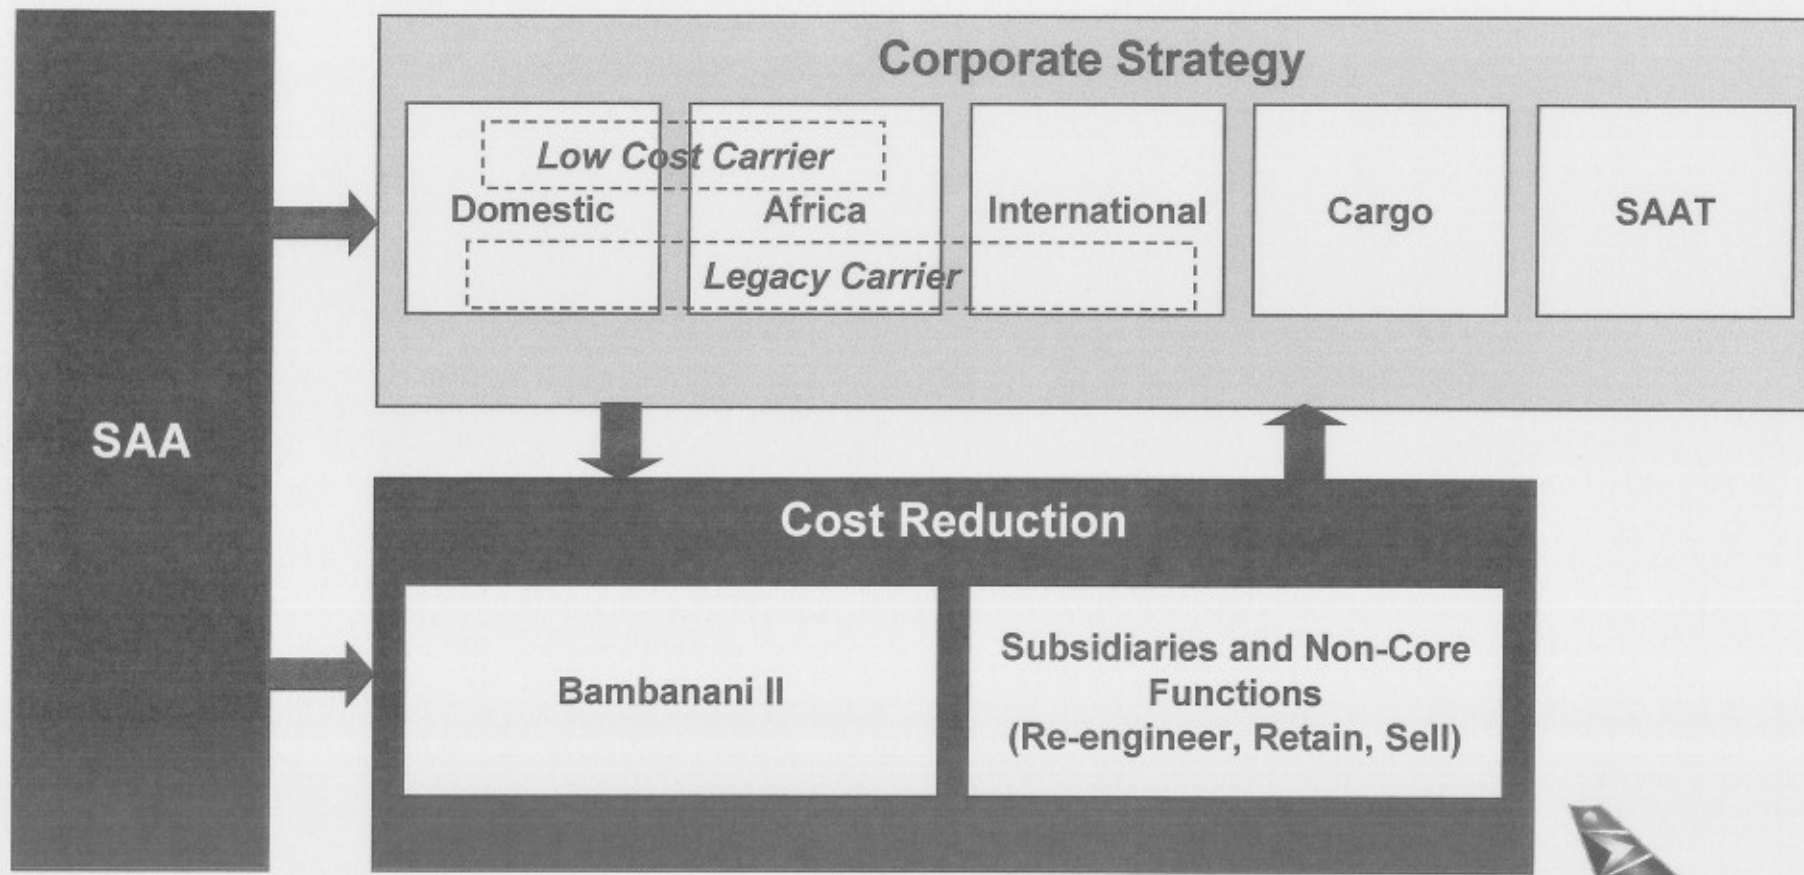 Corporate Strategy
Low Cost Carrier
Domestic
Africa
International
Cargo
SAAT
Legacy Carrier
SAA
Cost Reduction
Bambanani II
Subsidiaries and Non-Core
Functions
(Re-engineer, Retain, Sell)